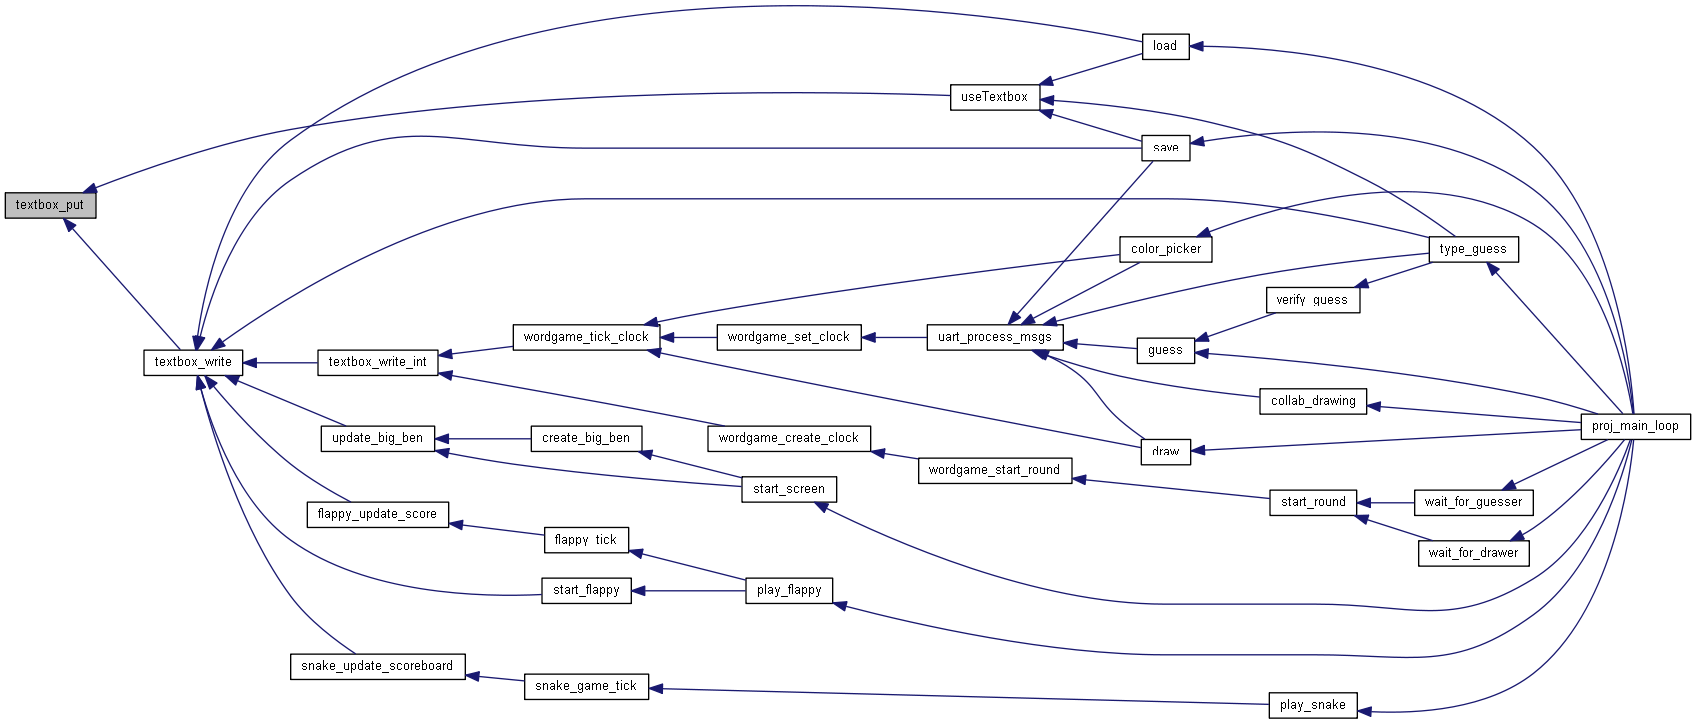 load
useTextbox
save
textbox_put
color_picker
type_guess
verify_guess
wordgame_tick_clock
wordgame_set_clock
uart_process_msgs
guess
textbox_write
textbox_write_int
collab_drawing
proj_main_loop
update_big_ben
create_big_ben
wordgame_create_clock
draw
wordgame_start_round
start_screen
start_round
wait_for_guesser
flappy_update_score
flappy_tick
wait_for_drawer
start_flappy
play_flappy
snake_update_scoreboard
snake_game_tick
play_snake